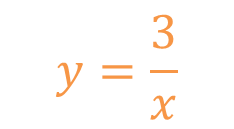 y = 3/x